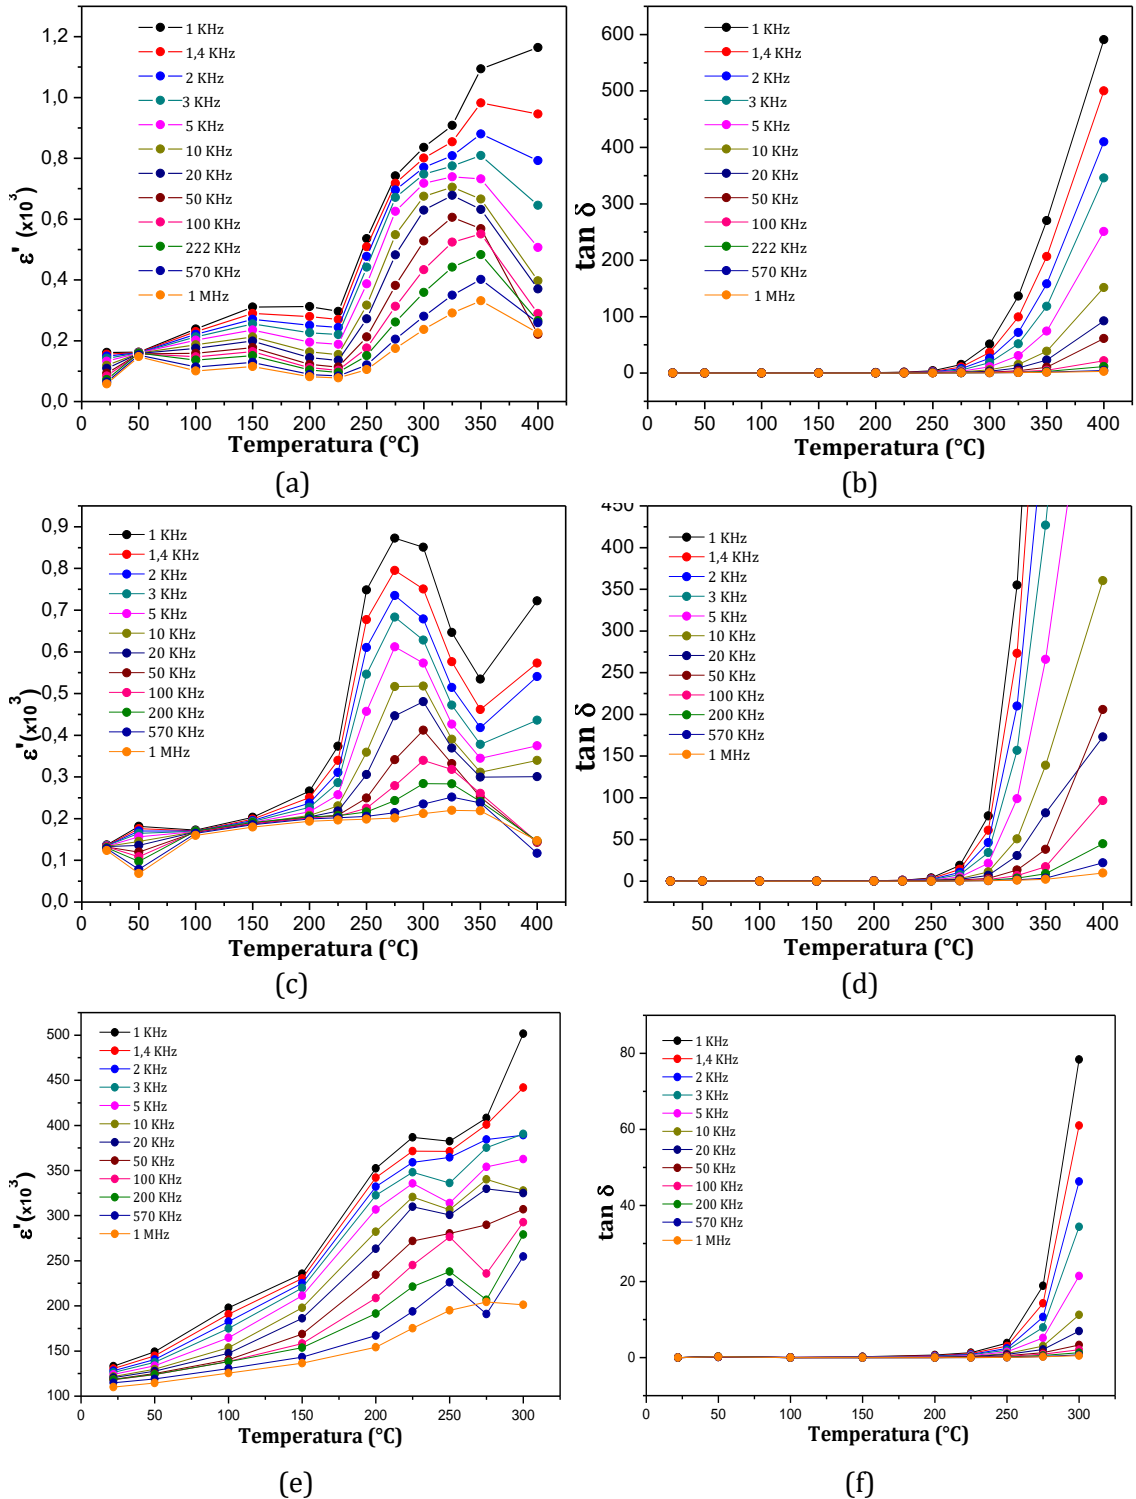 1,2
1,0
0,8
0,6
0,4
0,2
0,0
ε' (x10³)
1 KHz
1,4 KHz
2 KHz
3 KHz
5 KHz
10 KHz
20 KHz
50 KHz
100 KHz
222 KHz
570 KHz
1 MHz
0 50 100 150 200 250 300 350 400
Temperatura (°C)
(a)
600
500
400
300
200
100
0
tan δ
1 KHz
1,4 KHz
2 KHz
3 KHz
5 KHz
10 KHz
20 KHz
50 KHz
100 KHz
222 KHz
570 KHz
1 MHz
0 50 100 150 200 250 300 350 400
Temperatura (°C)
(b)
0,9
0,8
0,7
0,6
0,5
0,4
0,3
0,2
0,1
0,0
ε'(x10³)
1 KHz
1,4 KHz
2 KHz
3 KHz
5 KHz
10 KHz
20 KHz
50 KHz
100 KHz
200 KHz
570 KHz
1 MHz
0 50 100 150 200 250 300 350 400
Temperatura (°C)
(c)
450
400
350
300
250
200
150
100
50
0
tan δ
1 KHz
1,4 KHz
2 KHz
3 KHz
5 KHz
10 KHz
20 KHz
50 KHz
100 KHz
200 KHz
570 KHz
1 MHz
50 100 150 200 250 300 350 400
Temperatura (°C)
(d)
500
450
400
350
300
250
200
150
100
ε'(x10³)
1 KHz
1,4 KHz
2 KHz
3 KHz
5 KHz
10 KHz
20 KHz
50 KHz
100 KHz
200 KHz
570 KHz
1 MHz
0 50 100 150 200 250 300
Temperatura (°C)
(e)
80
60
40
20
0
tan δ
1 KHz
1,4 KHz
2 KHz
3 KHz
5 KHz
10 KHz
20 KHz
50 KHz
100 KHz
200 KHz
570 KHz
1 MHz
0 50 100 150 200 250 300
Temperatura (°C)
(f)